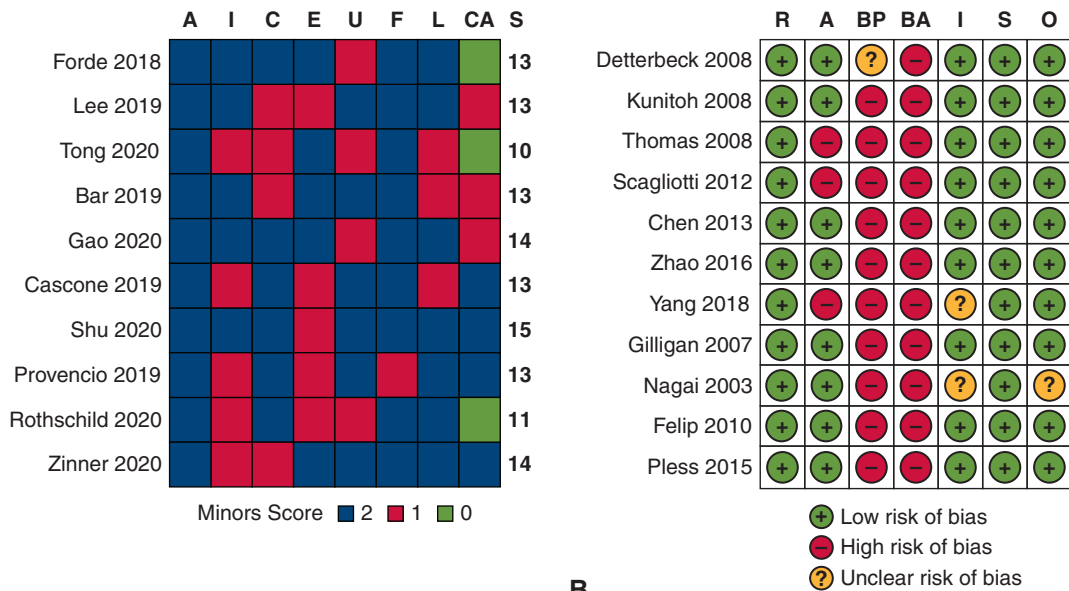 A I C E U F L CA S
Forde 2018 13
Lee 2019 13
Tong 2020 10
Bar 2019 13
Gao 2020 14
Cascone 2019 13
Shu 2020 15
Provencio 2019 13
Rothschild 2020 11
Zinner 2020 14
Minors Score 2 1 0
R A BP BA I S O
Detterbeck 2008 + + ? − + + +
Kunitoh 2008 + + − − + + +
Thomas 2008 + − − − + + +
Scagliotti 2012 + − − − + + +
Chen 2013 + + − − + + +
Zhao 2016 + + − − + + +
Yang 2018 + − − − ? + +
Gilligan 2007 + + − − + + +
Nagai 2003 + + − − ? + ?
Felip 2010 + + − − + + +
Pless 2015 + + − − + + +
+ Low risk of bias
− High risk of bias
? Unclear risk of bias